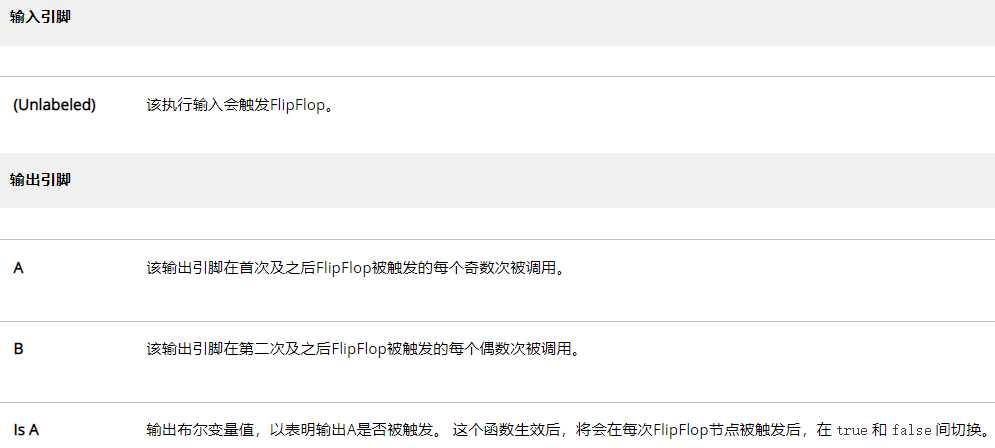 输入引脚
(Unlabeled) 该执行输入会触发FlipFlop。
输出引脚
A 该输出引脚在首次及之后FlipFlop被触发的每个奇数次被调用。
B 该输出引脚在第二次及之后FlipFlop被触发的每个偶数次被调用。
Is A 输出布尔变量值，以表明输出A是否被触发。 这个函数生效后，将会在每次FlipFlop节点被触发后，在 true 和 false 间切换。